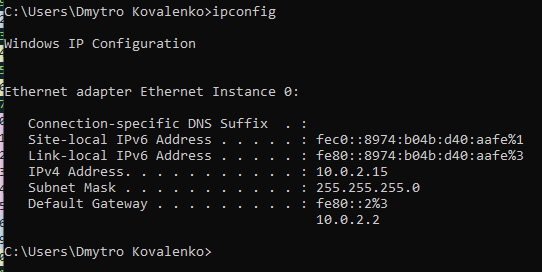 C:\Users\Dmytro Kovalenko>ipconfig
Windows IP Configuration
Ethernet adapter Ethernet Instance 0:
Connection-specific DNS Suffix  . :
Site-local IPv6 Address . . . . . : fec0::8974:b04b:d40:aafe%1
Link-local IPv6 Address . . . . . : fe80::8974:b04b:d40:aafe%3
IPv4 Address. . . . . . . . . . . : 10.0.2.15
Subnet Mask . . . . . . . . . . . : 255.255.255.0
Default Gateway . . . . . . . . . : fe80::2%3
10.0.2.2
C:\Users\Dmytro Kovalenko>